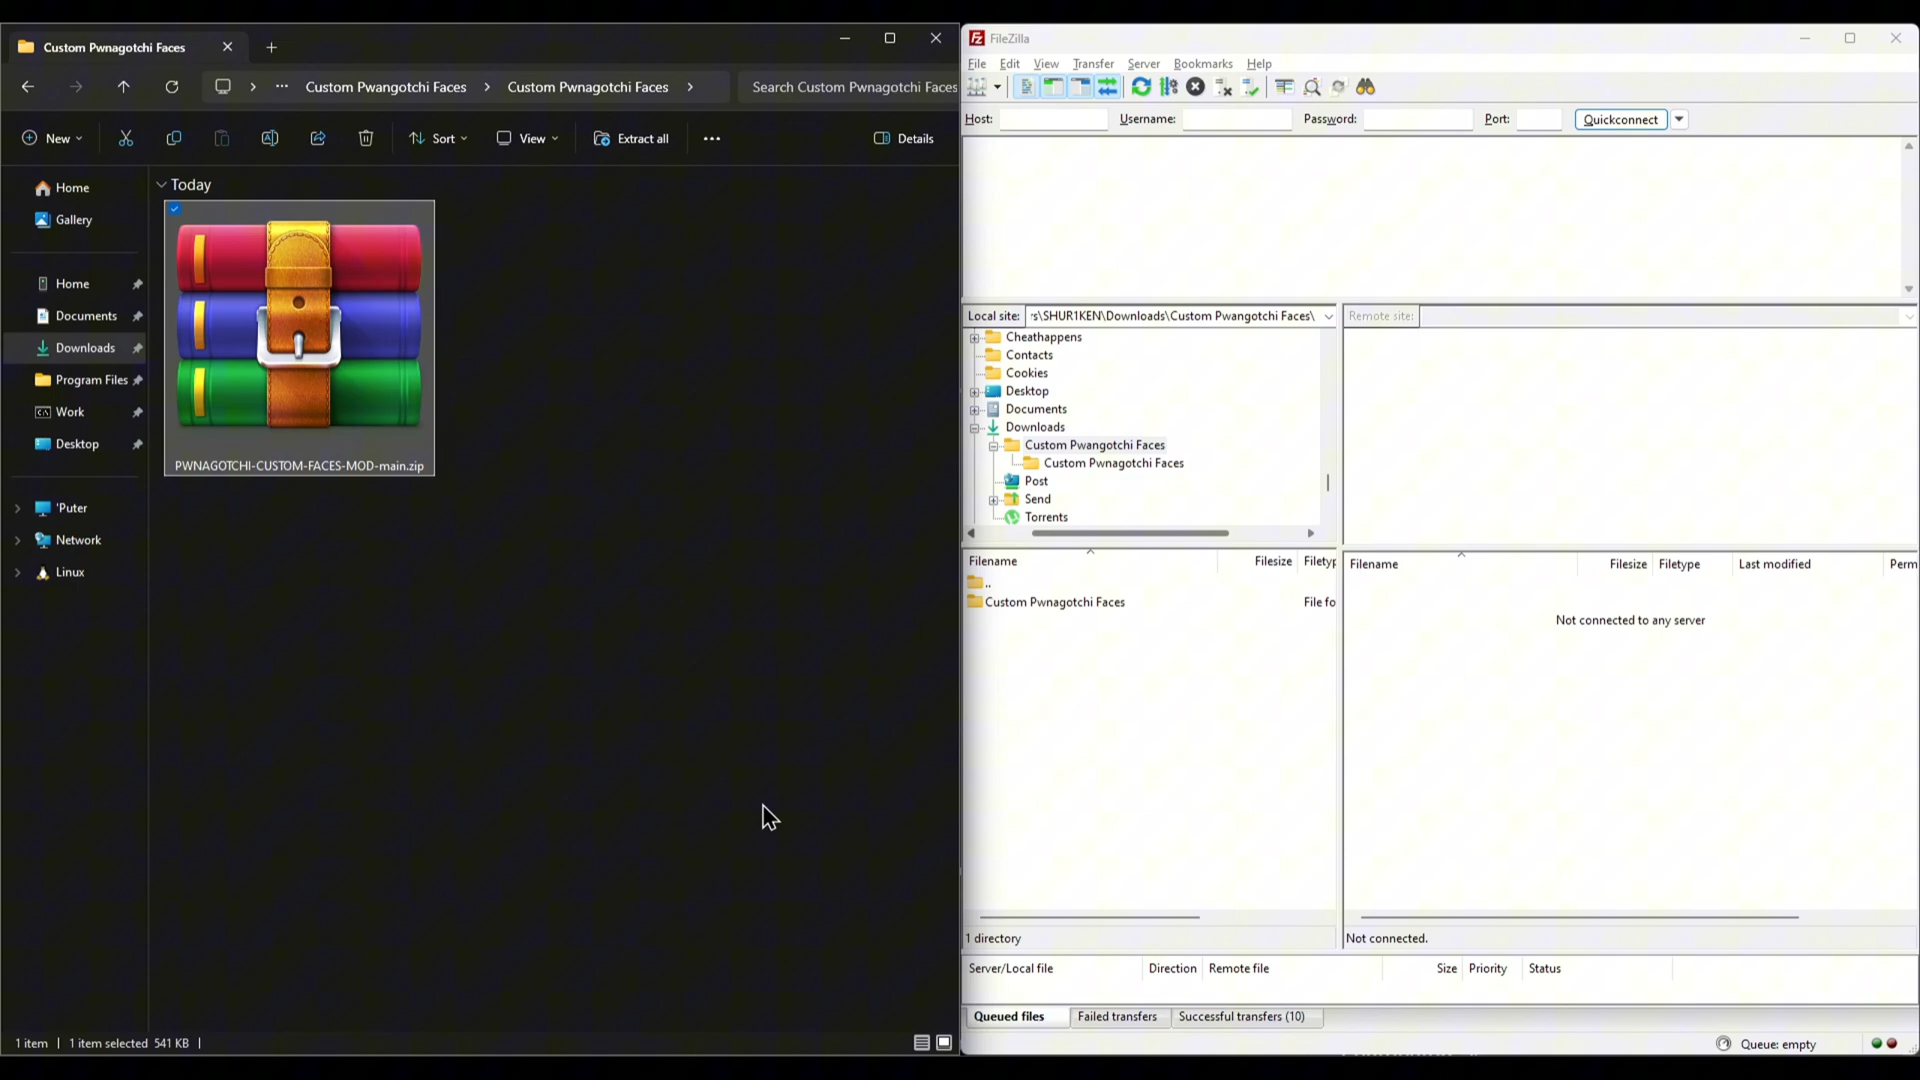 Custom Pwnagotchi Faces
Custom Pwangotchi Faces
Custom Pwnagotchi Faces
Search Custom Pwnagotchi Faces
New
Sort
View
Extract all
Details
Home
Gallery
Home
Documents
Downloads
Program Files
Work
Desktop
'Puter
Network
Linux
Today
PWNAGOTCHI-CUSTOM-FACES-MOD-main.zip
1 item
1 item selected 541 KB
FileZilla
File Edit View Transfer Server Bookmarks Help
Host: Username: Password: Port: Quickconnect
Local site: 's\SHUR1KEN\Downloads\Custom Pwangotchi Faces\
Remote site:
Cheathappens
Contacts
Cookies
Desktop
Documents
Downloads
Custom Pwangotchi Faces
Custom Pwnagotchi Faces
Post
Send
Torrents
Filename Filesize Filetyp
..
Custom Pwnagotchi Faces File fo
1 directory
Filename Filesize Filetype Last modified Perm
Not connected to any server
Not connected.
Server/Local file Direction Remote file Size Priority Status
Queued files Failed transfers Successful transfers (10)
Queue: empty